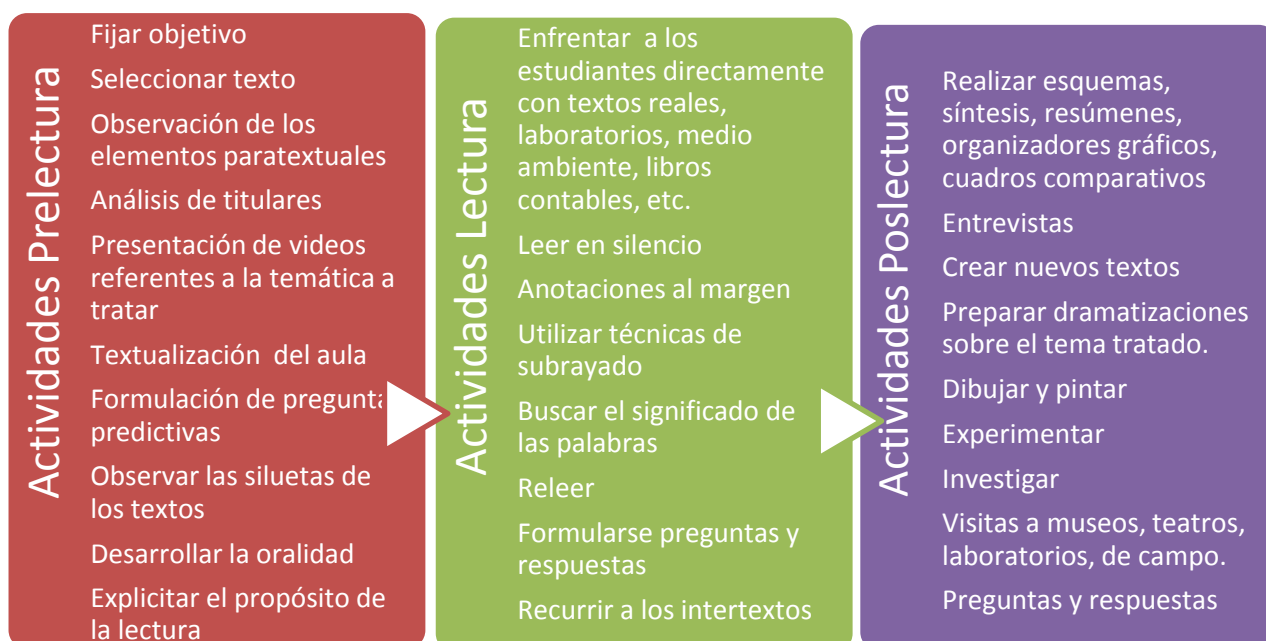 Actividades Prelectura
Fijar objetivo
Seleccionar texto
Observación de los
elementos paratextuales
Análisis de titulares
Presentación de videos
referentes a la temática a
tratar
Textualización del aula
Formulación de pregunta
predictivas
Observar las siluetas de
los textos
Desarrollar la oralidad
Explicitar el propósito de
la lectura
Actividades Lectura
Enfrentar a los
estudiantes directamente
con textos reales,
laboratorios, medio
ambiente, libros
contables, etc.
Leer en silencio
Anotaciones al margen
Utilizar técnicas de
subrayado
Buscar el significado de
las palabras
Releer
Formularse preguntas y
respuestas
Recurrir a los intertextos
Actividades Poslectura
Realizar esquemas,
síntesis, resúmenes,
organizadores gráficos,
cuadros comparativos
Entrevistas
Crear nuevos textos
Preparar dramatizaciones
sobre el tema tratado.
Dibujar y pintar
Experimentar
Investigar
Visitas a museos, teatros,
laboratorios, de campo.
Preguntas y respuestas